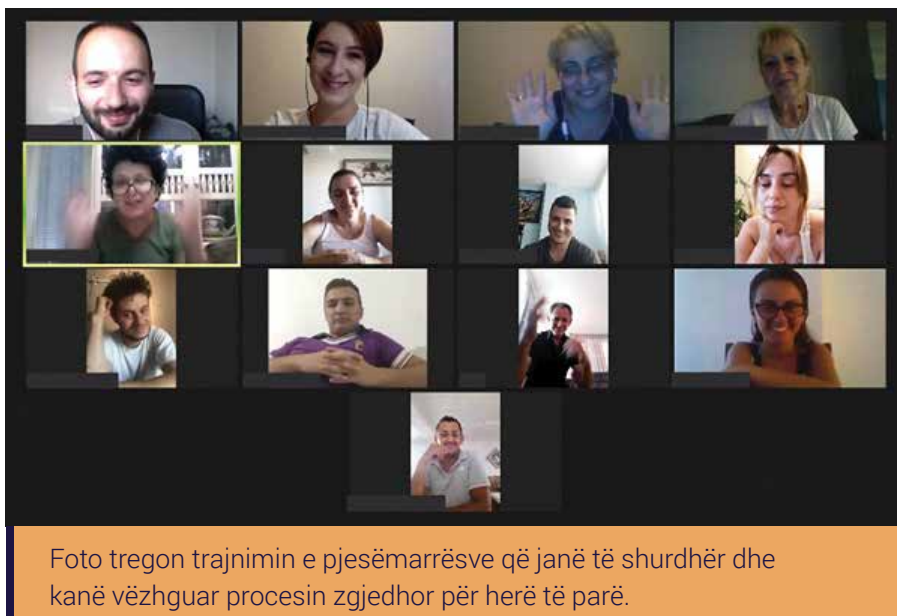 Foto tregon trajnimin e pjesëmarrësve që janë të shurdhër dhe
kanë vëzhguar procesin zgjedhor për herë të parë.